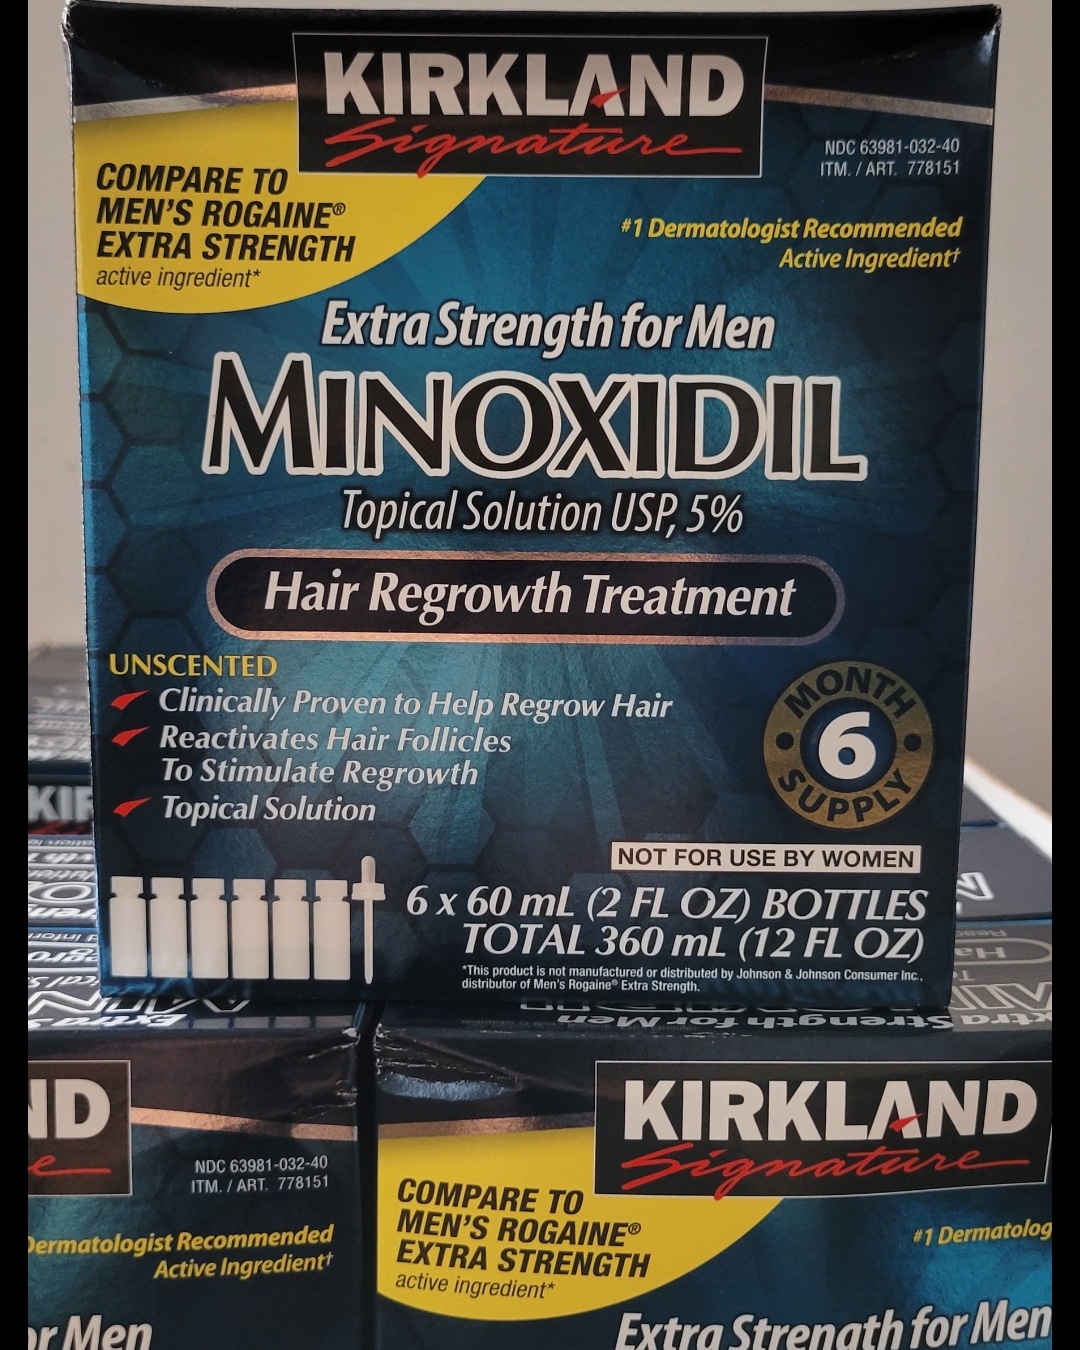 KIRKLAND
Signature
COMPARE TO
MEN'S ROGAINE®
EXTRA STRENGTH
active ingredient*
NDC 63981-032-40
ITM. / ART. 778151
#1 Dermatologist Recommended
Active Ingredient†
Extra Strength for Men
MINOXIDIL
Topical Solution USP, 5%
Hair Regrowth Treatment
UNSCENTED
Clinically Proven to Help Regrow Hair
Reactivates Hair Follicles
To Stimulate Regrowth
Topical Solution
MONTH
6
SUPPLY
NOT FOR USE BY WOMEN
6 x 60 mL (2 FL OZ) BOTTLES
TOTAL 360 mL (12 FL OZ)
*This product is not manufactured or distributed by Johnson & Johnson Consumer Inc.,
distributor of Men's Rogaine® Extra Strength.
KIR
Extra Strength for Men
ND
e
NDC 63981-032-40
ITM. / ART. 778151
Dermatologist Recommended
Active Ingredient†
or Men
KIRKLAND
Signature
COMPARE TO
MEN'S ROGAINE®
EXTRA STRENGTH
active ingredient*
#1 Dermatolog
Extra Strength for Men